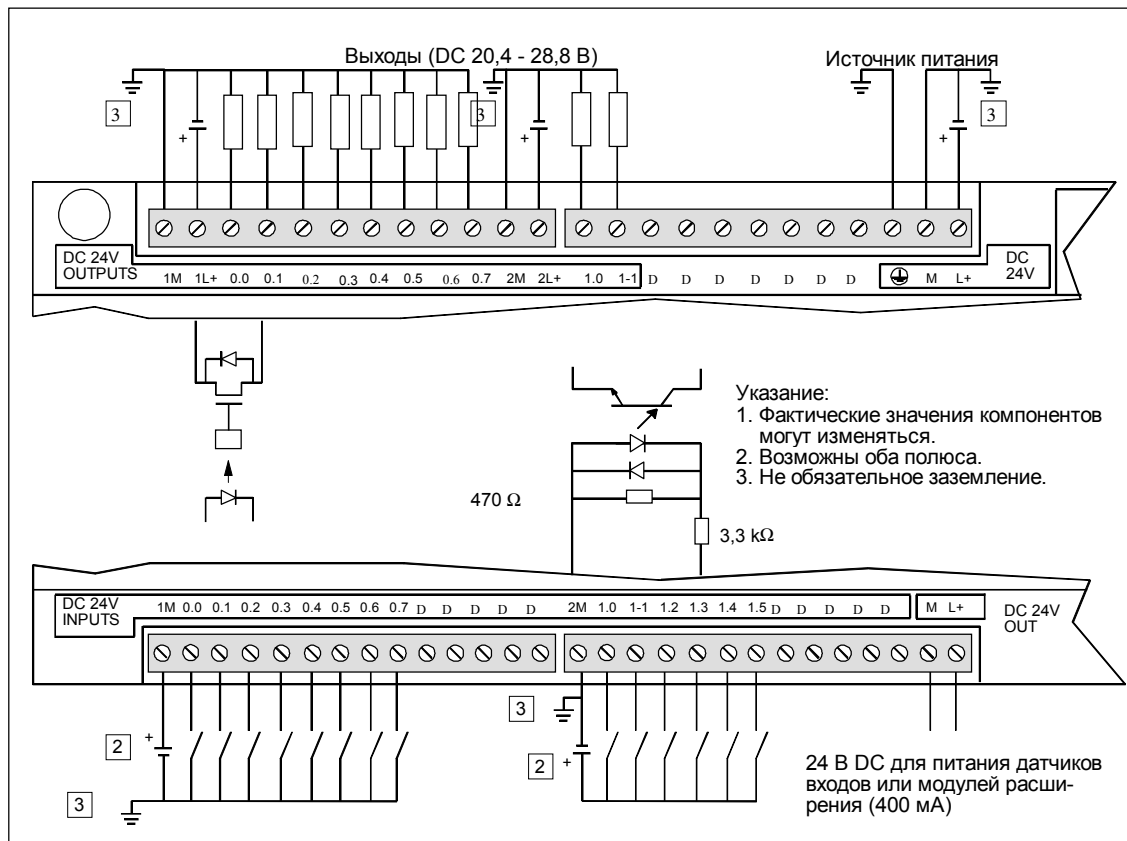 Выходы (DC 20,4 - 28,8 В)
Источник питания
3
3
3
+
+
+
DC 24V
OUTPUTS
1M 1L+ 0.0 0.1 0.2 0.3 0.4 0.5 0.6 0.7 2M 2L+ 1.0 1-1 D D D D D D D M L+
DC
24V
Указание:
1. Фактические значения компонентов
могут изменяться.
2. Возможны оба полюса.
3. Не обязательное заземление.
470 Ω
3,3 kΩ
DC 24V
INPUTS
1M 0.0 0.1 0.2 0.3 0.4 0.5 0.6 0.7 D D D D D 2M 1.0 1-1 1.2 1.3 1.4 1.5 D D D D D M L+
DC 24V
OUT
3
2 +
2 +
3
24 В DC для питания датчиков
входов или модулей расши-
рения (400 мА)